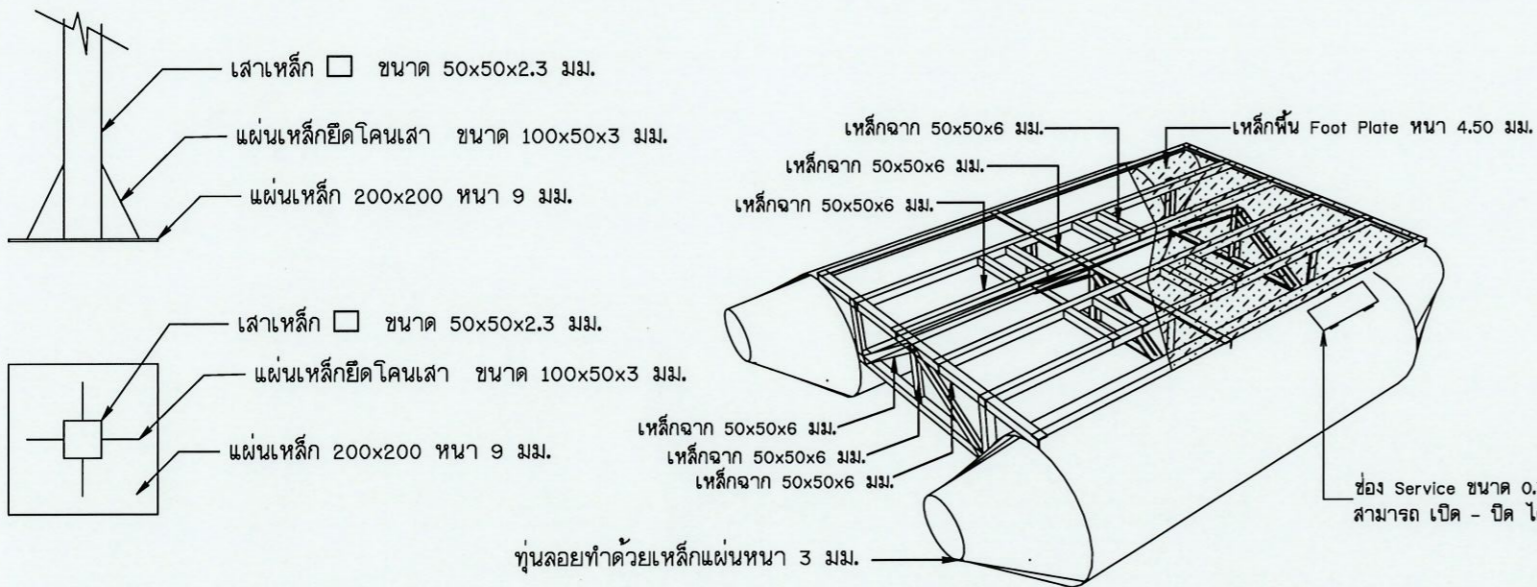 เสาเหล็ก ขนาด 50x50x2.3 มม.
แผ่นเหล็กยึดโคนเสา ขนาด 100x50x3 มม.
แผ่นเหล็ก 200x200 หนา 9 มม.
เสาเหล็ก ขนาด 50x50x2.3 มม.
แผ่นเหล็กยึดโคนเสา ขนาด 100x50x3 มม.
แผ่นเหล็ก 200x200 หนา 9 มม.
เหล็กฉาก 50x50x6 มม.
เหล็กพื้น Foot Plate หนา 4.50 มม.
เหล็กฉาก 50x50x6 มม.
เหล็กฉาก 50x50x6 มม.
เหล็กฉาก 50x50x6 มม.
เหล็กฉาก 50x50x6 มม.
เหล็กฉาก 50x50x6 มม.
ช่อง Service ขนาด
สามารถ เปิด - ปิด
ทุ่นลอยทำด้วยเหล็กแผ่นหนา 3 มม.